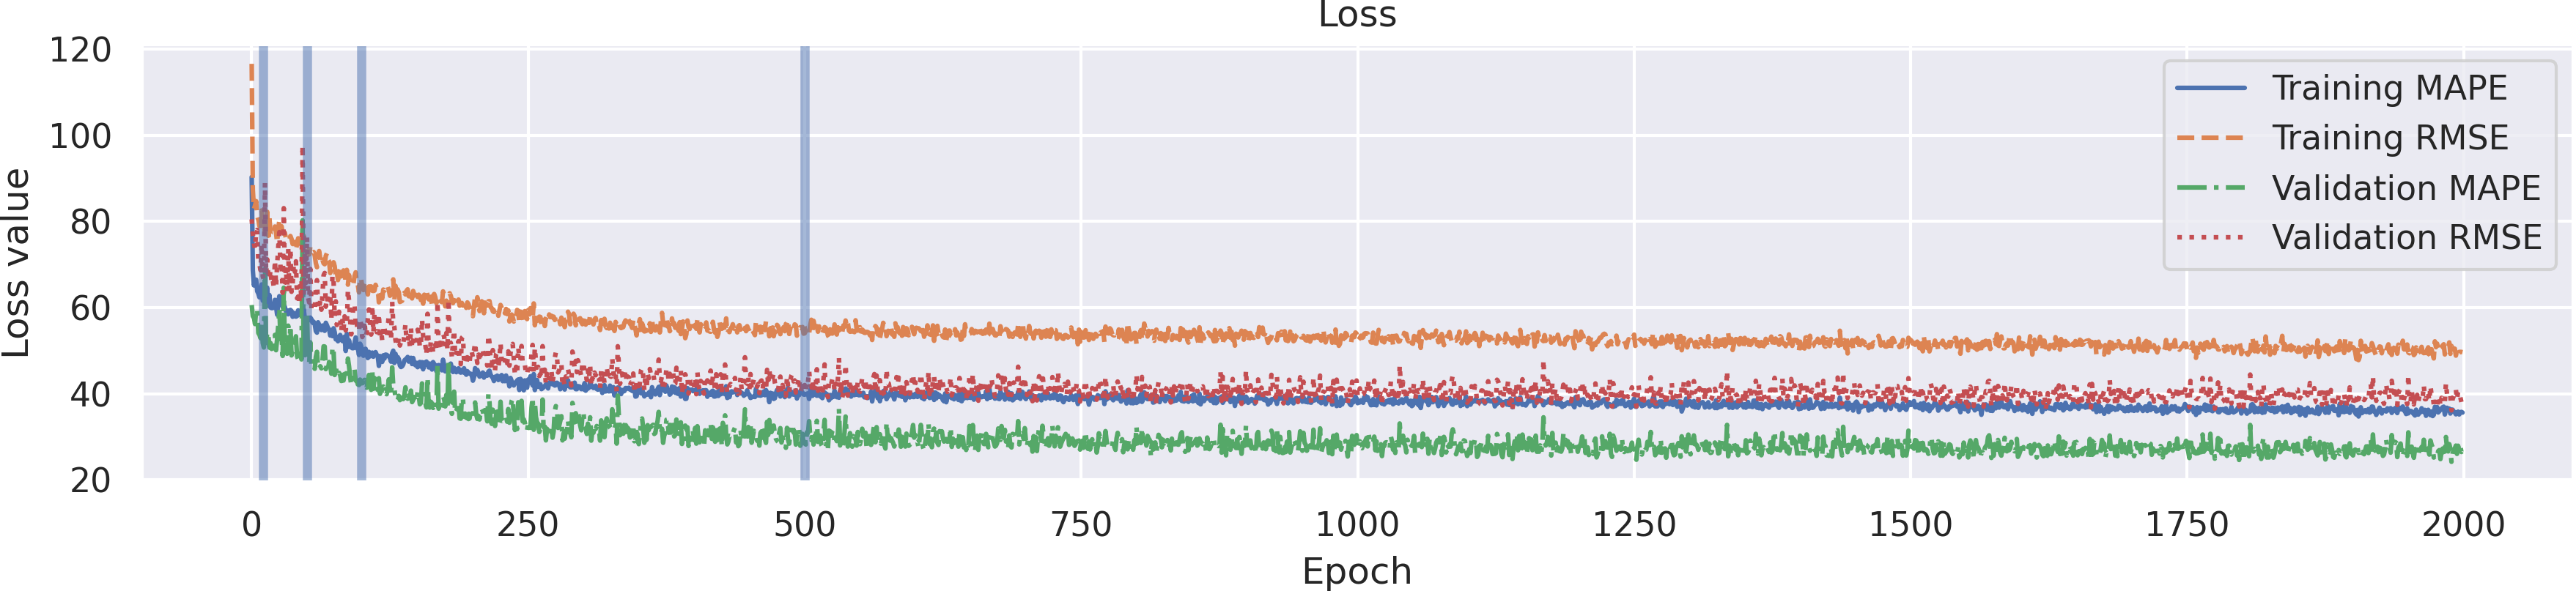 Loss
120
100
80
60
40
20
Loss value
Training MAPE
Training RMSE
Validation MAPE
Validation RMSE
0 250 500 750 1000 1250 1500 1750 2000
Epoch